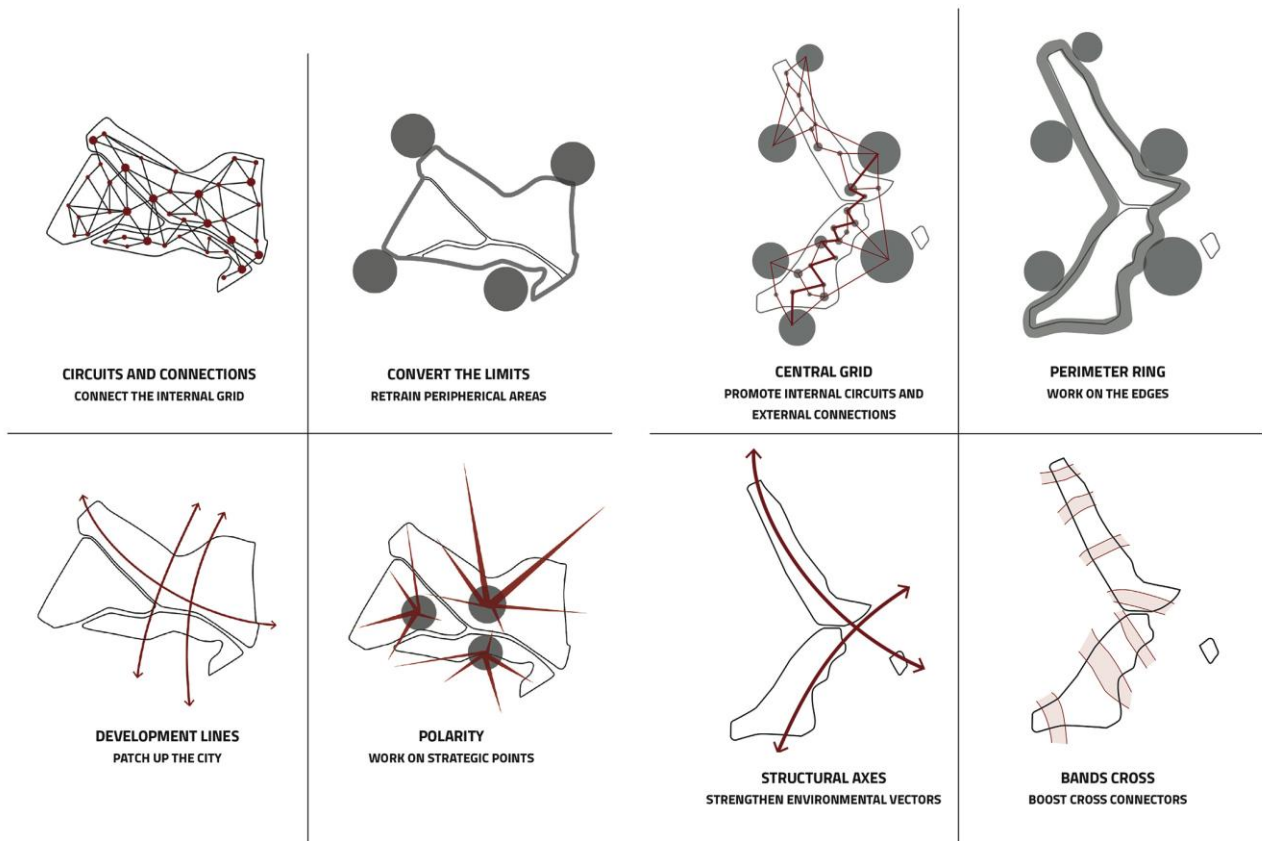 CIRCUITS AND CONNECTIONS
CONNECT THE INTERNAL GRID
CONVERT THE LIMITS
RETRAIN PERIPHERICAL AREAS
CENTRAL GRID
PROMOTE INTERNAL CIRCUITS AND
EXTERNAL CONNECTIONS
PERIMETER RING
WORK ON THE EDGES
DEVELOPMENT LINES
PATCH UP THE CITY
POLARITY
WORK ON STRATEGIC POINTS
STRUCTURAL AXES
STRENGTHEN ENVIRONMENTAL VECTORS
BANDS CROSS
BOOST CROSS CONNECTORS